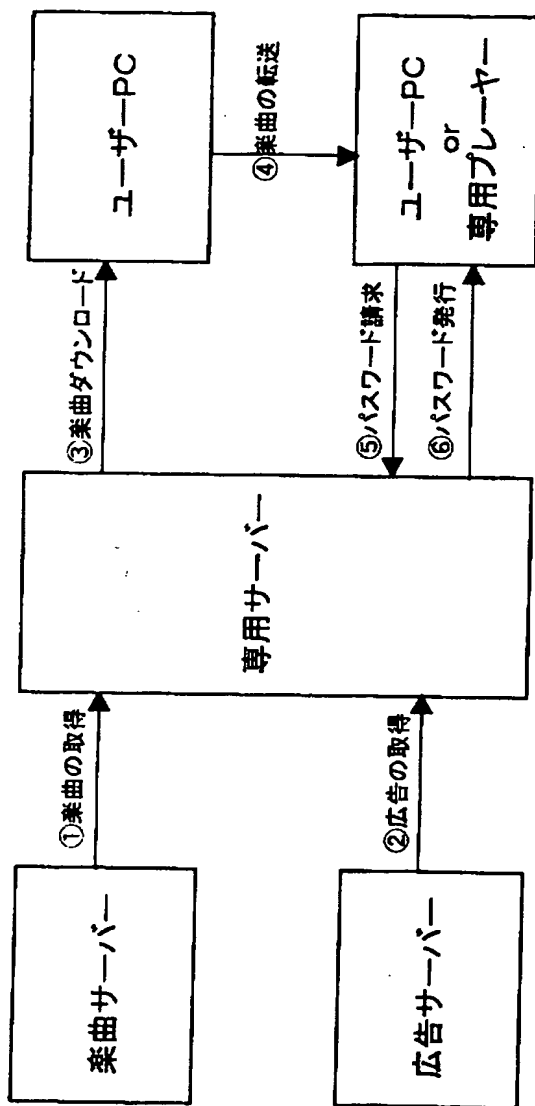 楽曲サーバー
広告サーバー
①楽曲の取得
②広告の取得
専用サーバー
③楽曲ダウンロード
⑤パスワード請求
⑥パスワード発行
ユーザーPC
④楽曲の転送
ユーザーPC
or
専用プレーヤー